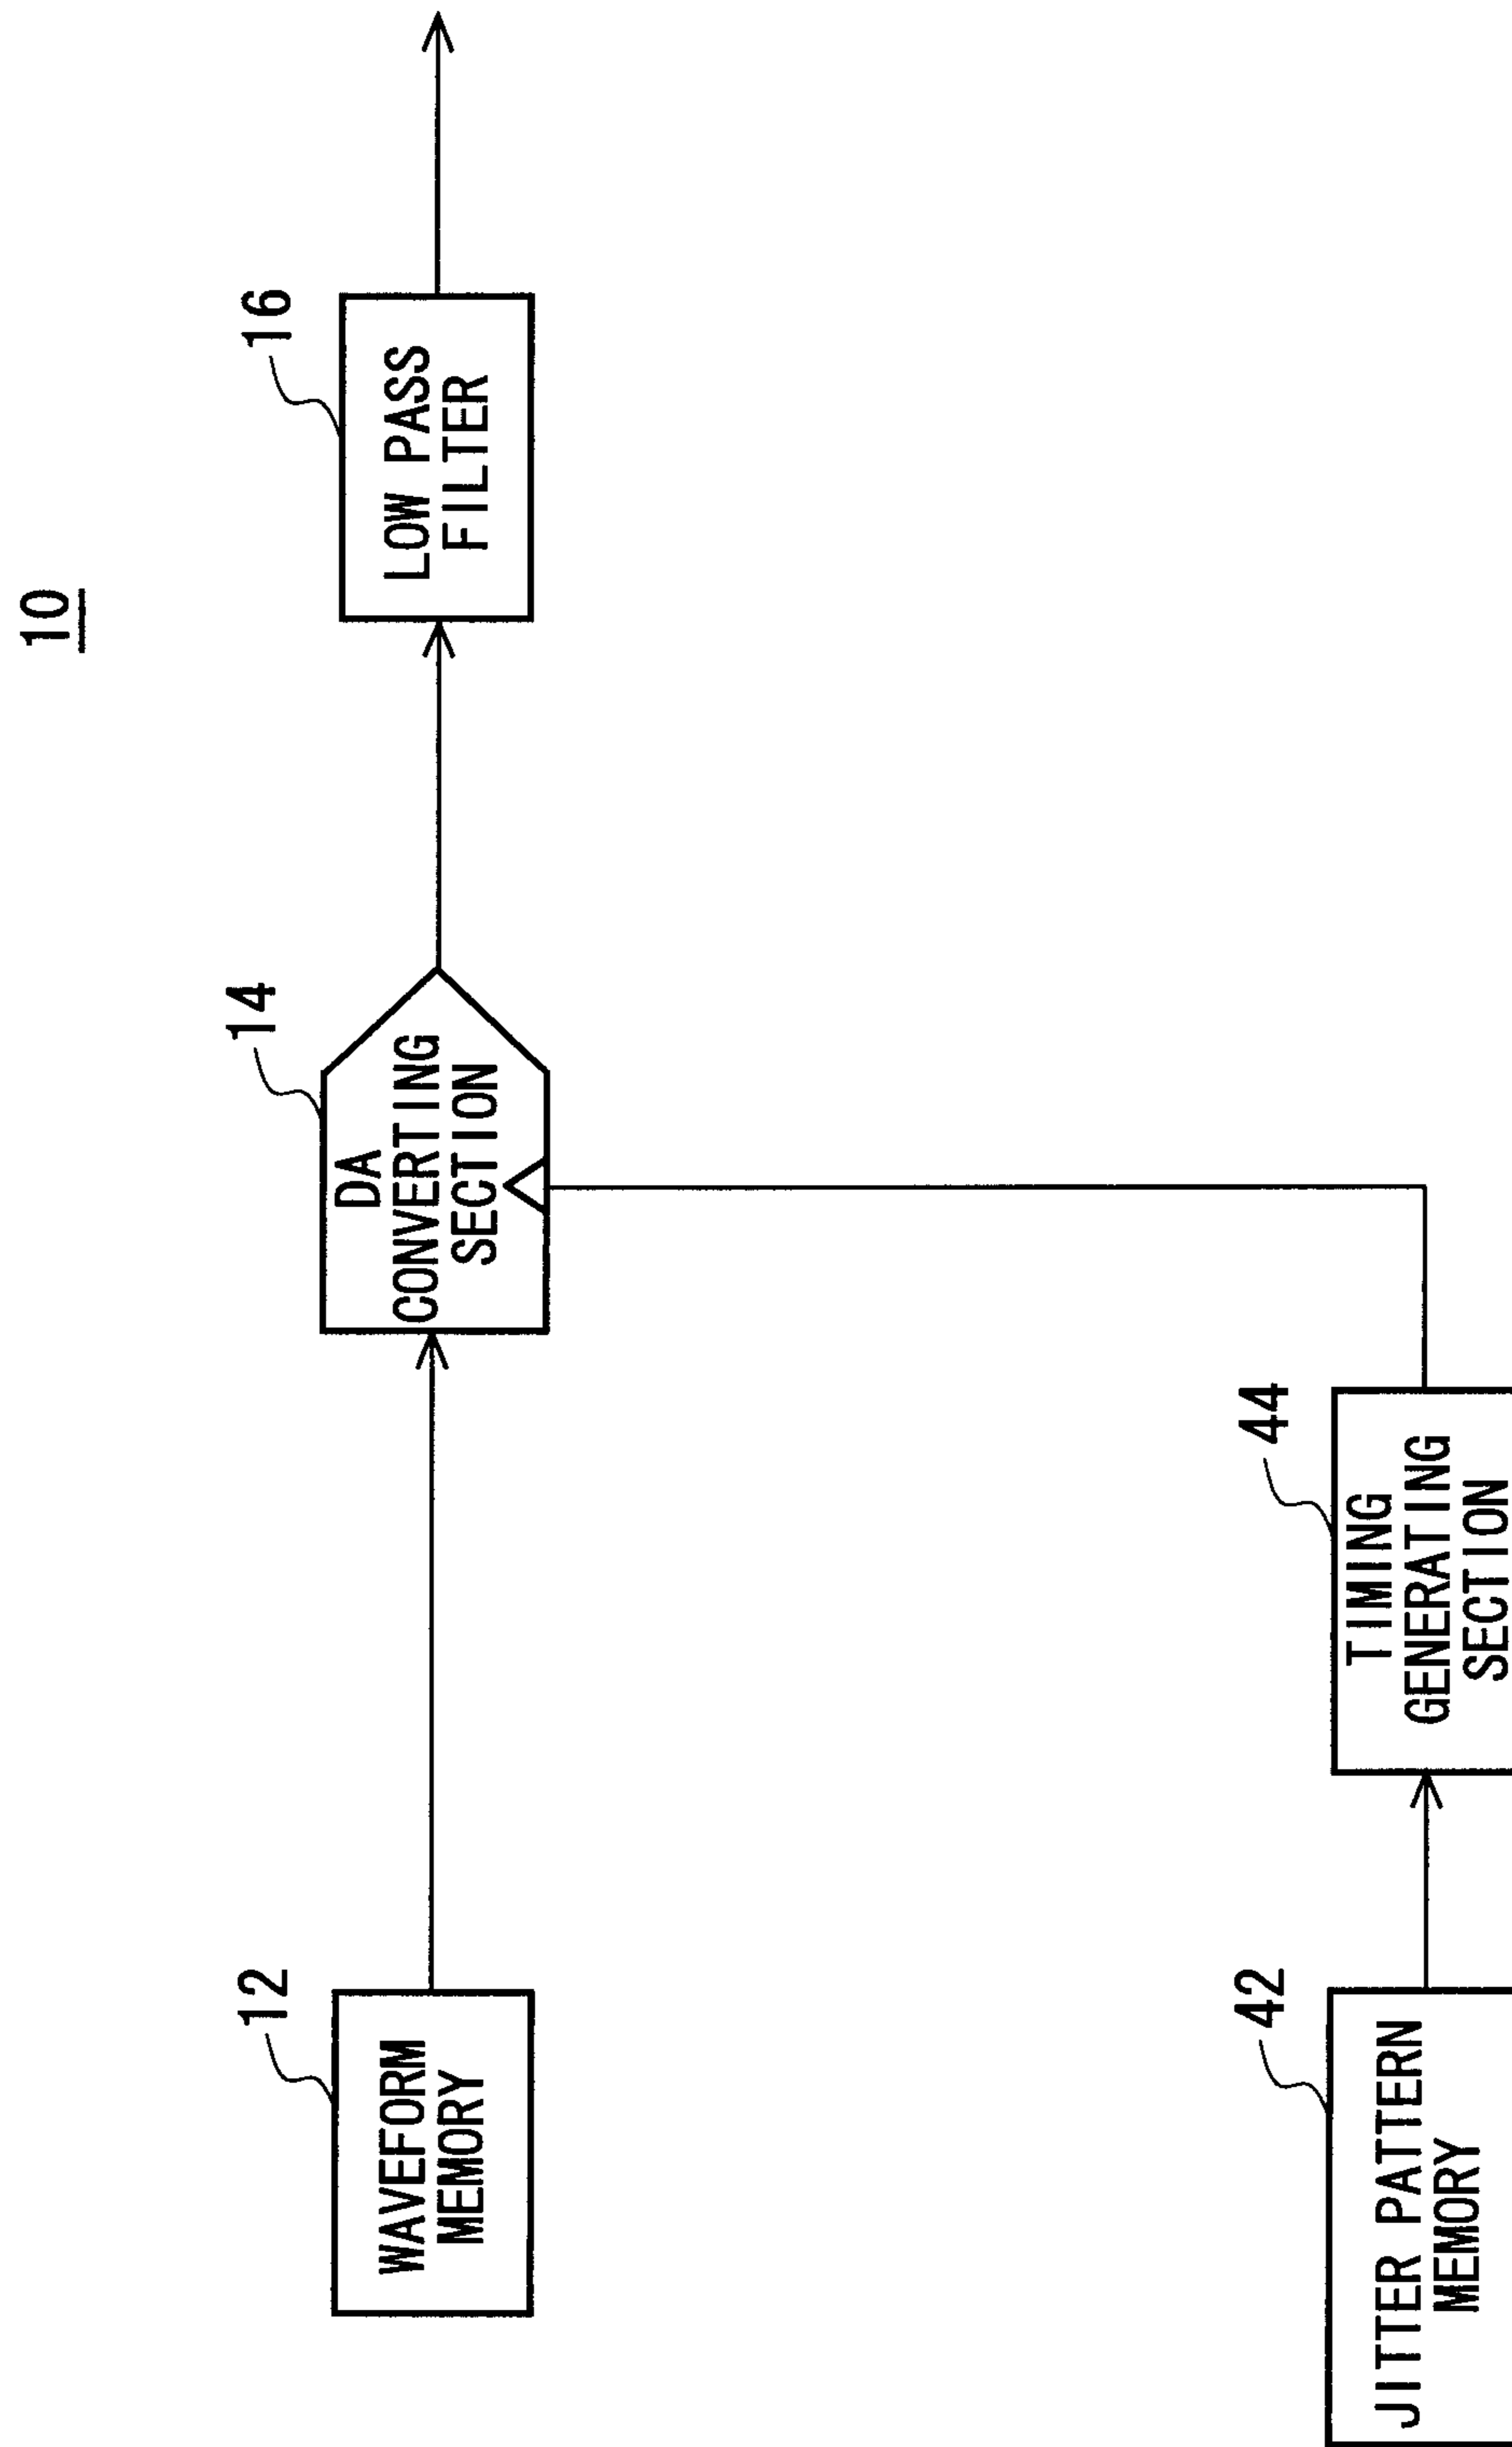 10
12
WAVEFORM
MEMORY
14
DA
CONVERTING
SECTION
16
LOW PASS
FILTER
42
JITTER PATTERN
MEMORY
44
TIMING
GENERATING
SECTION